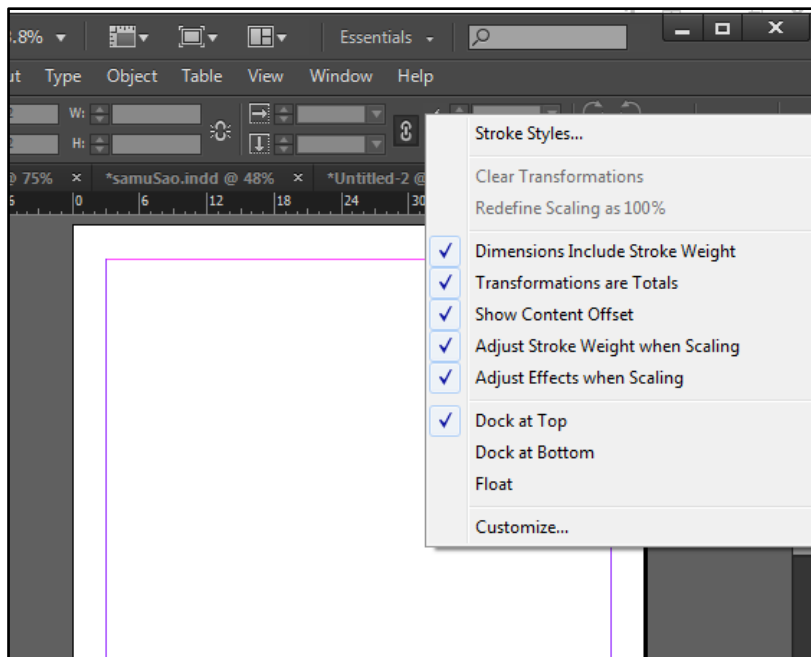 .8% Essentials
ut Type Object Table View Window Help
W:
H:
@ 75% × *samuSao.indd @ 48% × *Untitled-2 @
6 0 6 12 18 24 30
Stroke Styles...
Clear Transformations
Redefine Scaling as 100%
Dimensions Include Stroke Weight
Transformations are Totals
Show Content Offset
Adjust Stroke Weight when Scaling
Adjust Effects when Scaling
Dock at Top
Dock at Bottom
Float
Customize...